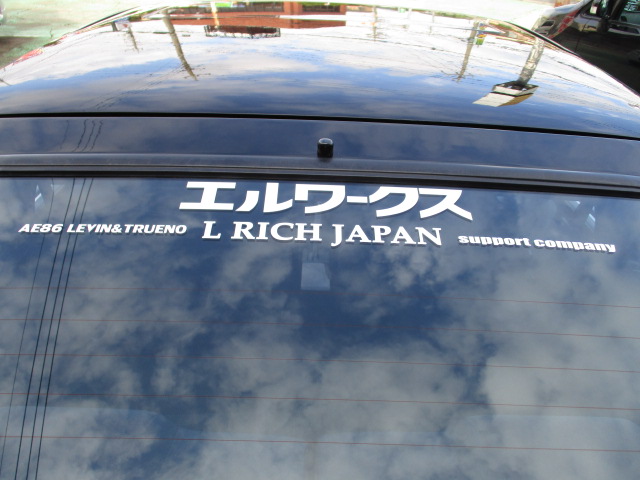 エルワークス
AE86 LEVIN&TRUENO L RICH JAPAN support company